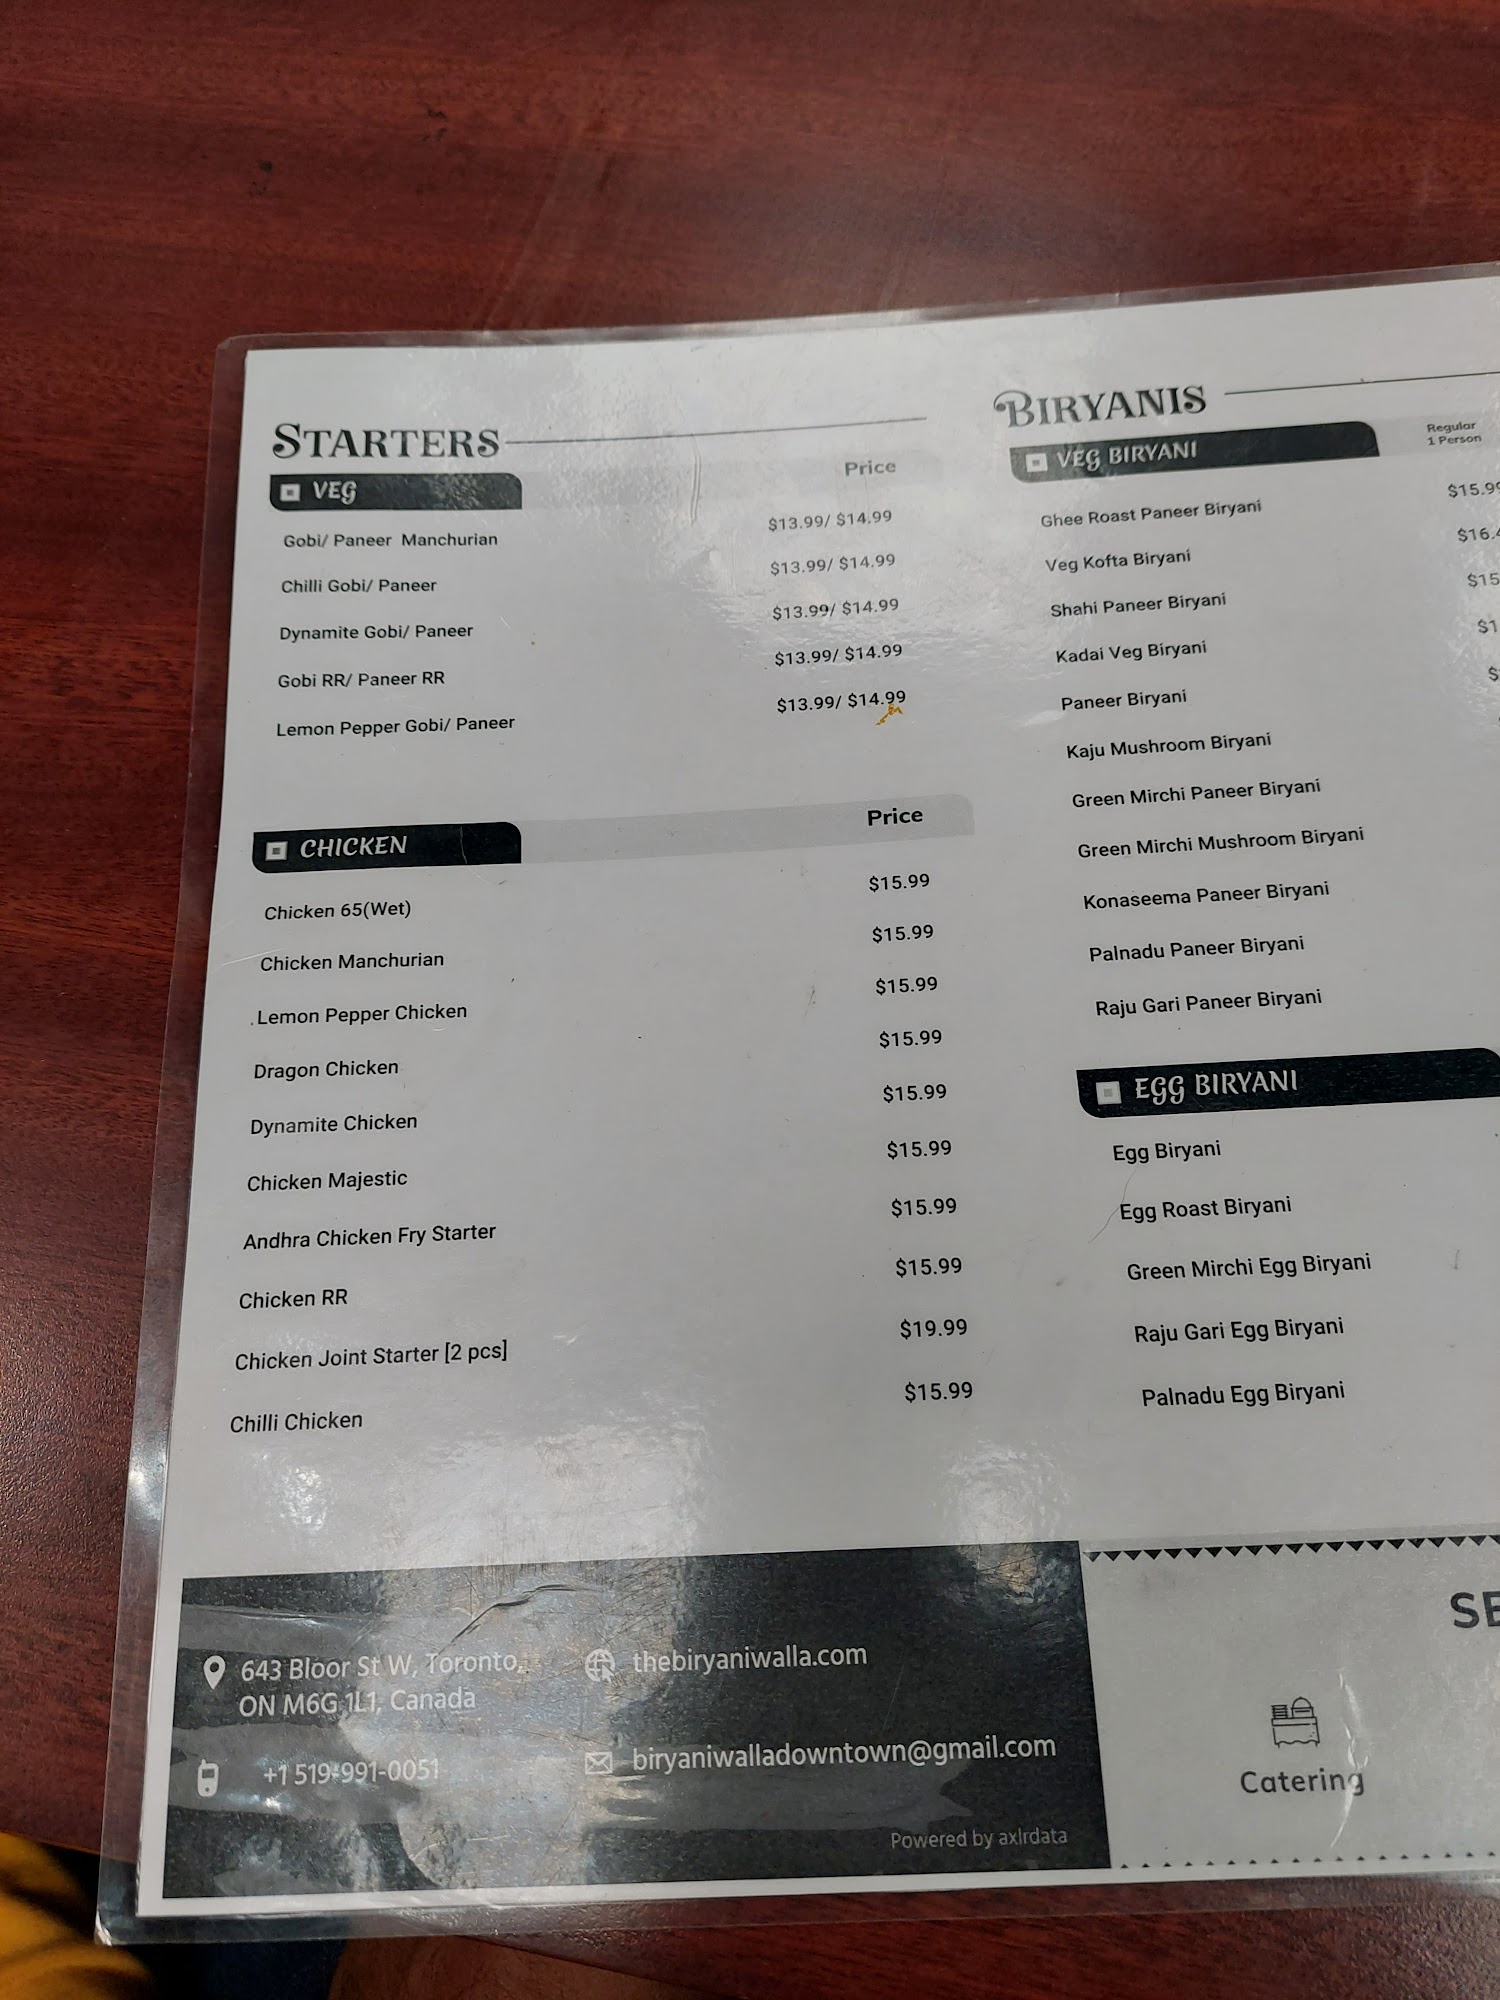 STARTERS
VEG Price
Gobi/ Paneer Manchurian $13.99/ $14.99
Chilli Gobi/ Paneer $13.99/ $14.99
Dynamite Gobi/ Paneer $13.99/ $14.99
Gobi RR/ Paneer RR $13.99/ $14.99
Lemon Pepper Gobi/ Paneer $13.99/ $14.99
CHICKEN Price
Chicken 65(Wet) $15.99
Chicken Manchurian $15.99
Lemon Pepper Chicken $15.99
Dragon Chicken $15.99
Dynamite Chicken $15.99
Chicken Majestic $15.99
Andhra Chicken Fry Starter $15.99
Chicken RR $15.99
Chicken Joint Starter [2 pcs] $19.99
Chilli Chicken $15.99
BIRYANIS
VEG BIRYANI Regular
1 Person
Ghee Roast Paneer Biryani $15.99
Veg Kofta Biryani
Shahi Paneer Biryani
Kadai Veg Biryani
Paneer Biryani
Kaju Mushroom Biryani
Green Mirchi Paneer Biryani
Green Mirchi Mushroom Biryani
Konaseema Paneer Biryani
Palnadu Paneer Biryani
Raju Gari Paneer Biryani
EGG BIRYANI
Egg Biryani
Egg Roast Biryani
Green Mirchi Egg Biryani
Raju Gari Egg Biryani
Palnadu Egg Biryani
643 Bloor St W, Toronto,
ON M6G 1L1, Canada
+1 519-991-0051
thebiryaniwalla.com
biryaniwalladowntown@gmail.com
Powered by axlrdata
Catering